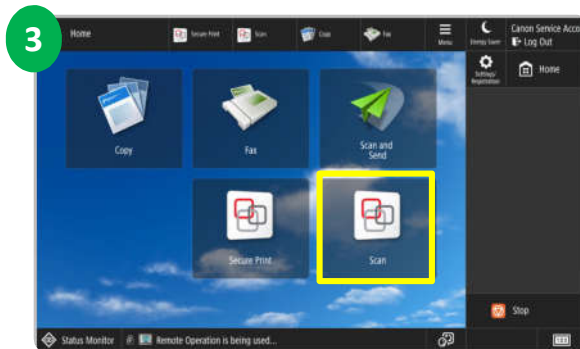 3
Home
Secure Print
Scan
Copy
Fax
Menu
Energy Saver
Canon Service Acco
Log Out
Settings/
Registration
Home
Copy
Fax
Scan and
Send
Secure Print
Scan
Stop
Status Monitor
Remote Operation is being used...